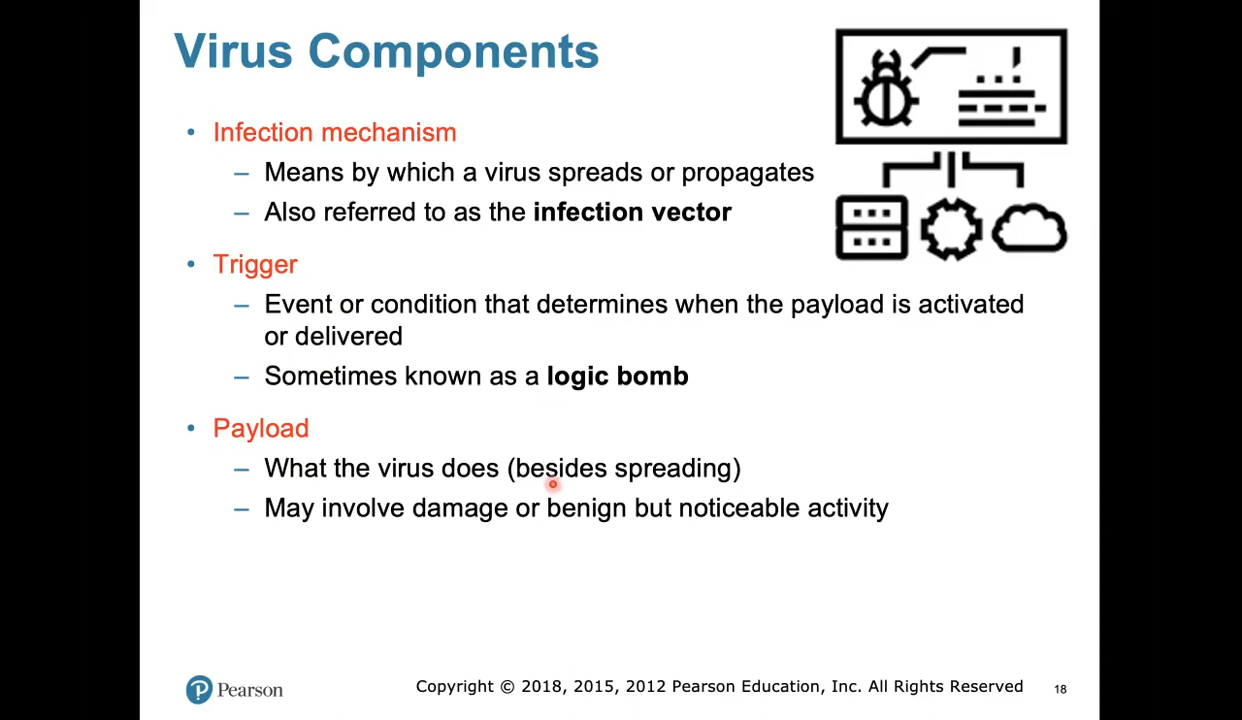 Virus Components
• Infection mechanism
– Means by which a virus spreads or propagates
– Also referred to as the infection vector
• Trigger
– Event or condition that determines when the payload is activated
or delivered
– Sometimes known as a logic bomb
• Payload
– What the virus does (besides spreading)
– May involve damage or benign but noticeable activity
P Pearson
Copyright © 2018, 2015, 2012 Pearson Education, Inc. All Rights Reserved
18